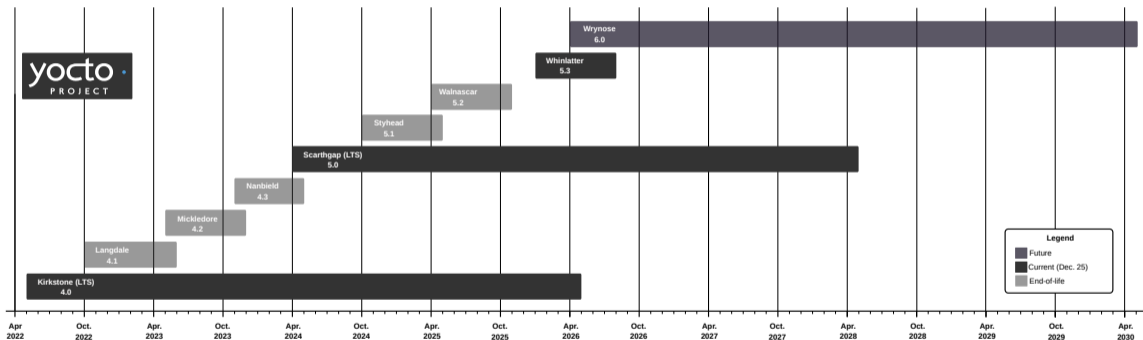 Wrynose
6.0
yocto
PROJECT
Whinlatter
5.3
Walnascar
5.2
Styhead
5.1
Scarthgap (LTS)
5.0
Nanbield
4.3
Mickledore
4.2
Langdale
4.1
Kirkstone (LTS)
4.0
Legend
Future
Current (Dec. 25)
End-of-life
Apr Oct. Apr. Oct. Apr. Oct. Apr. Oct. Apr. Oct. Apr. Oct. Apr. Oct. Apr. Oct. Apr.
2022 2022 2023 2023 2024 2024 2025 2025 2026 2026 2027 2027 2028 2028 2029 2029 2030